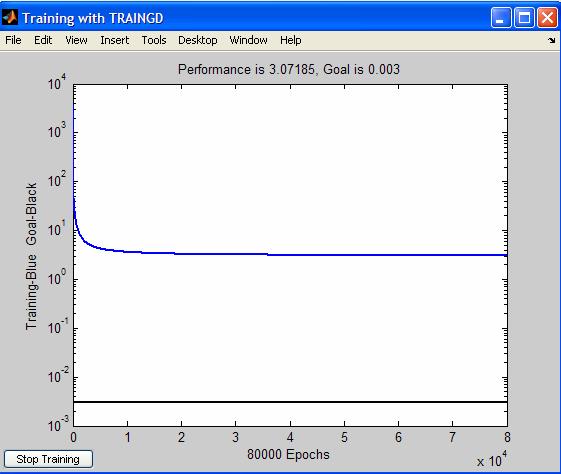 Training with TRAINGD
File Edit View Insert Tools Desktop Window Help
Performance is 3.07185, Goal is 0.003
10^4
10^3
10^2
10^1
10^0
10^-1
10^-2
10^-3
Training-Blue Goal-Black
0 1 2 3 4 5 6 7 8
x 10^4
80000 Epochs
Stop Training